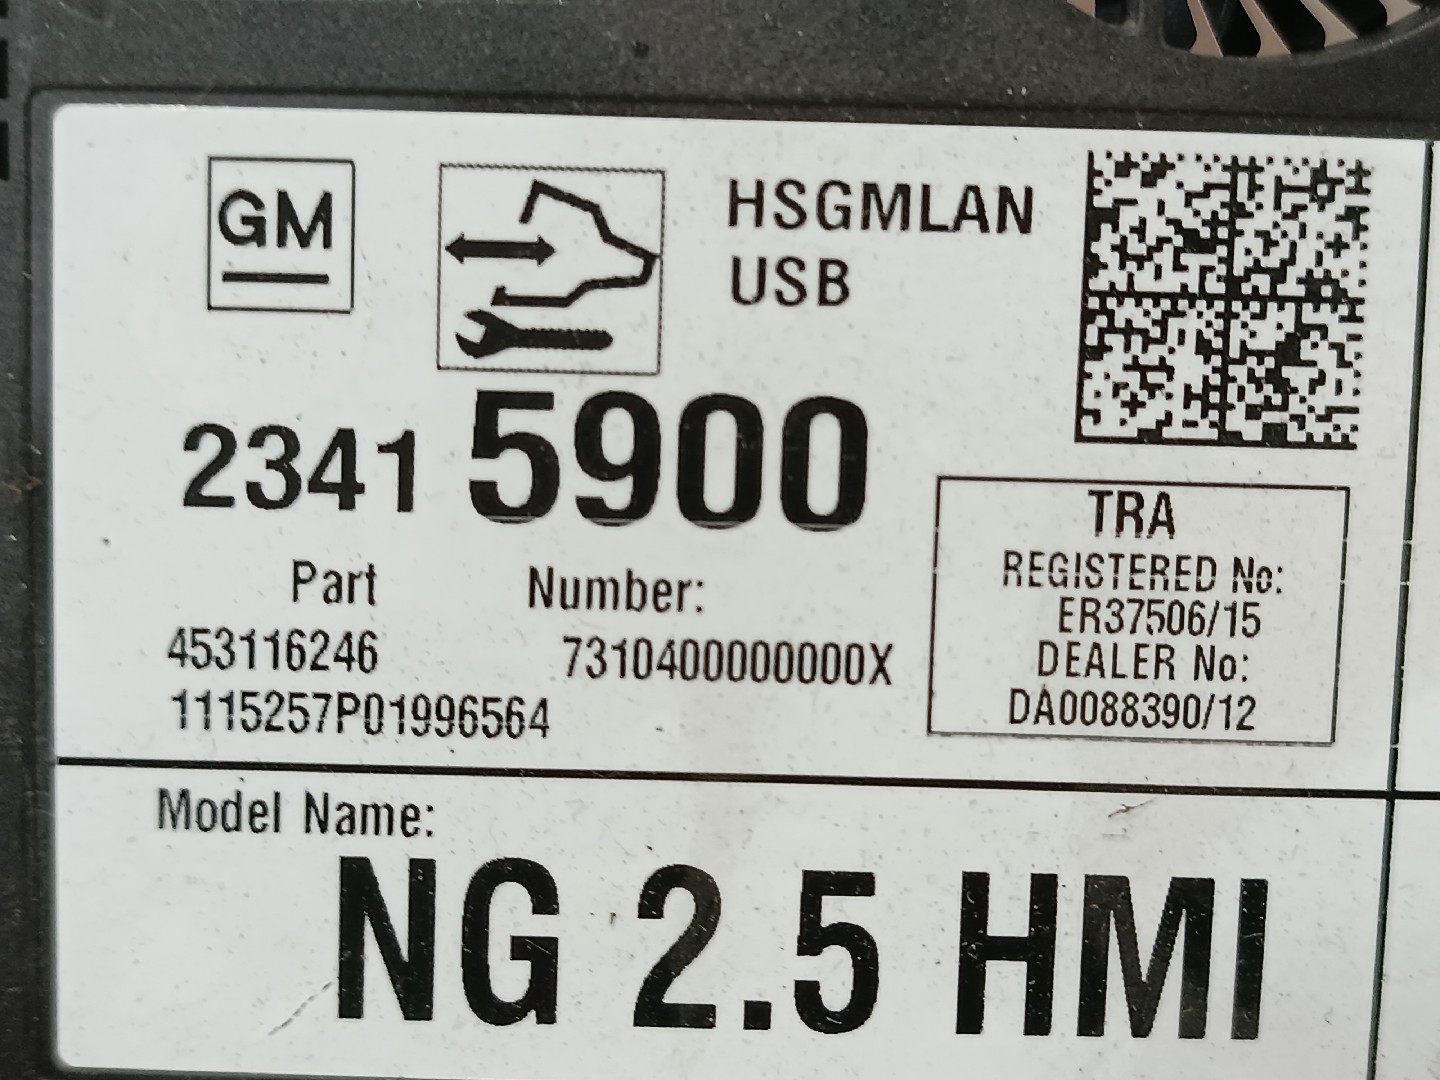 GM
HSGMLAN
USB
2341 5900
Part Number:
453116246 7310400000000X
1115257P01996564
TRA
REGISTERED No:
ER37506/15
DEALER No:
DA0088390/12
Model Name:
NG 2.5 HMI